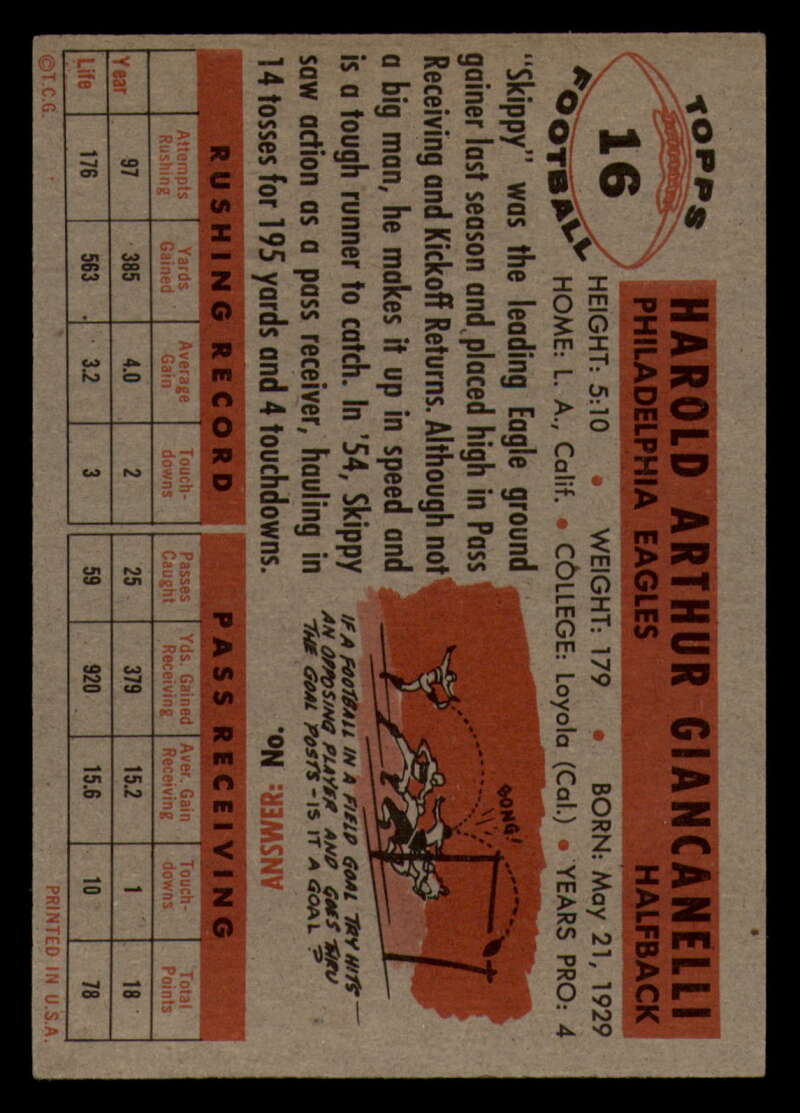 TOPPS
16
FOOTBALL
HAROLD ARTHUR GIANCANELLI
PHILADELPHIA EAGLES HALFBACK
HEIGHT: 5:10 • WEIGHT: 179 • BORN: May 21, 1929
HOME: L. A., Calif. • COLLEGE: Loyola (Cal.) • YEARS PRO: 4
"Skippy" was the leading Eagle ground
gainer last season and placed high in Pass
Receiving and Kickoff Returns. Although not
a big man, he makes it up in speed and
is a tough runner to catch. In '54, Skippy
saw action as a pass receiver, hauling in
14 tosses for 195 yards and 4 touchdowns.
BONG!
IF A FOOTBALL IN A FIELD GOAL TRY HITS
AN OPPOSING PLAYER AND GOES THRU
THE GOAL POSTS-IS IT A GOAL?
ANSWER: No.
RUSHING RECORD PASS RECEIVING
Attempts Rushing Yards Gained Average Gain Touch-downs Passes Caught Yds. Gained Receiving Aver. Gain Receiving Touch-downs Total Points
Year 97 385 4.0 2 25 379 15.2 1 18
Life 176 563 3.2 3 59 920 15.6 10 78
©T.C.G. PRINTED IN U.S.A.